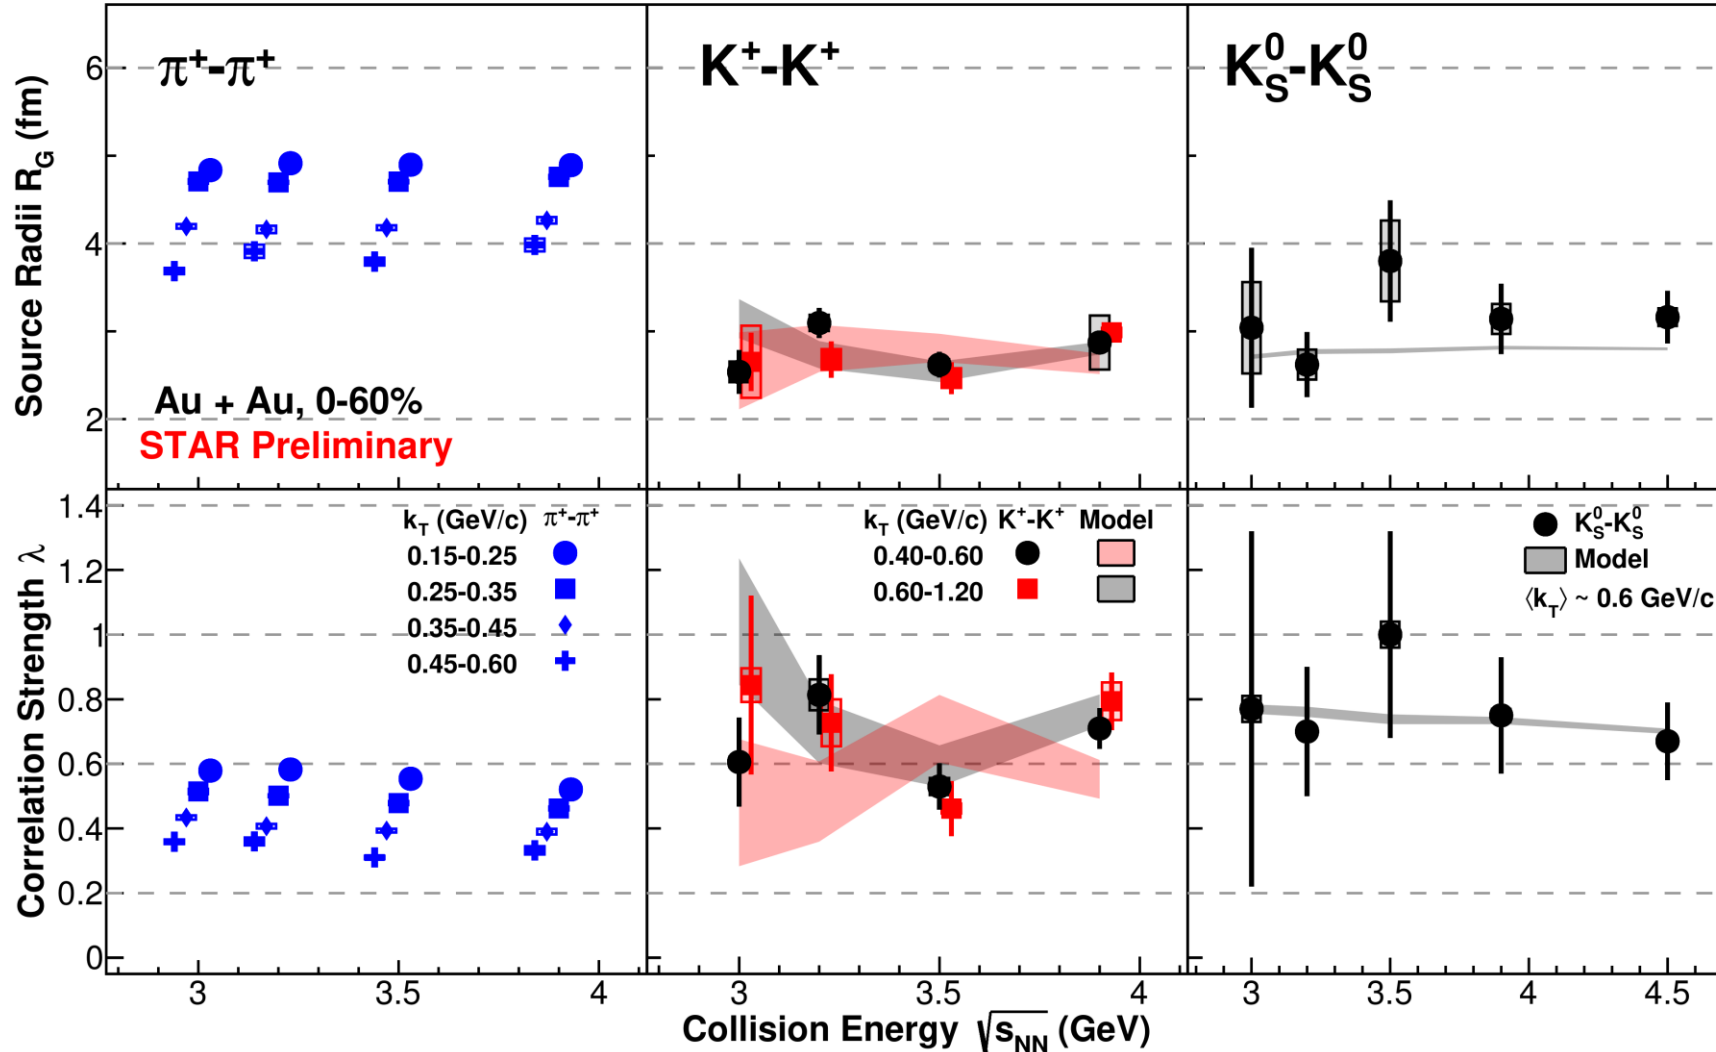 π⁺-π⁺
K⁺-K⁺
K⁰_S-K⁰_S
Source Radii R_G (fm)
6
4
2
Au + Au, 0-60%
STAR Preliminary
Correlation Strength λ
1.4
1.2
1
0.8
0.6
0.4
0.2
0
k_T (GeV/c) π⁺-π⁺
0.15-0.25
0.25-0.35
0.35-0.45
0.45-0.60
k_T (GeV/c) K⁺-K⁺ Model
0.40-0.60
0.60-1.20
K⁰_S-K⁰_S
Model
⟨k_T⟩ ~ 0.6 GeV/c
3 3.5 4
3 3.5 4
3 3.5 4 4.5
Collision Energy √s_NN (GeV)